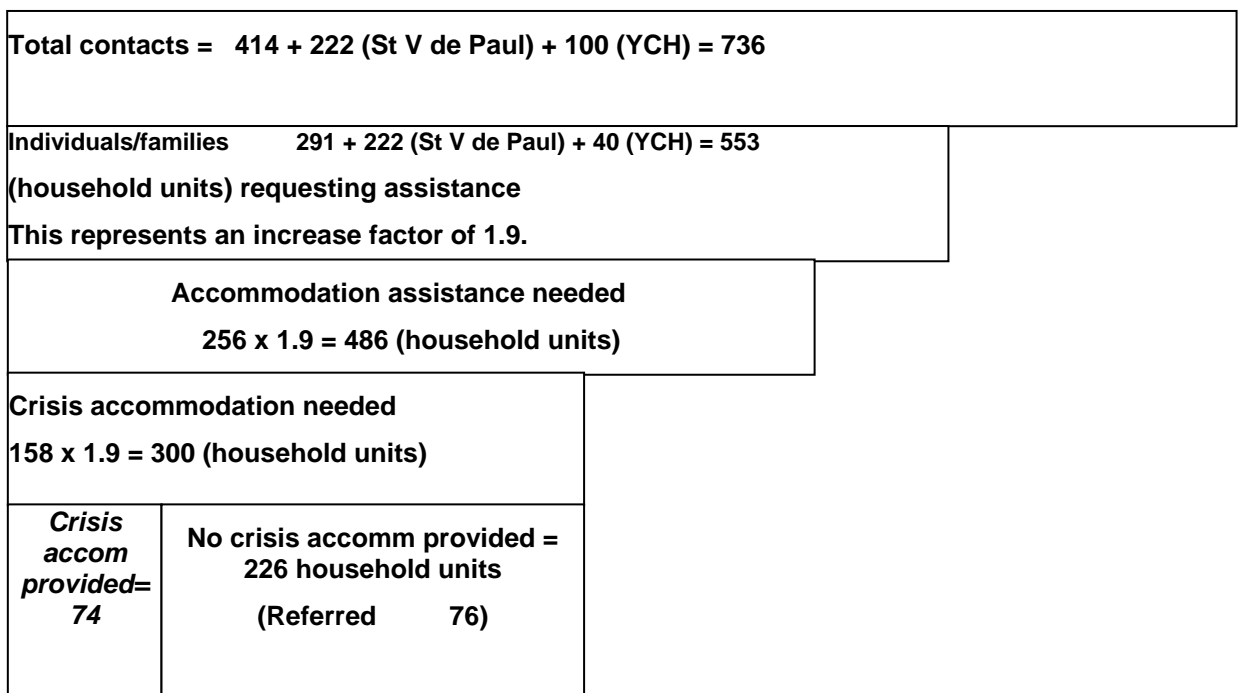 Total contacts = 414 + 222 (St V de Paul) + 100 (YCH) = 736
Individuals/families 291 + 222 (St V de Paul) + 40 (YCH) = 553
(household units) requesting assistance
This represents an increase factor of 1.9.
Accommodation assistance needed
256 x 1.9 = 486 (household units)
Crisis accommodation needed
158 x 1.9 = 300 (household units)
Crisis
accom
provided=
74
No crisis accomm provided =
226 household units
(Referred 76)